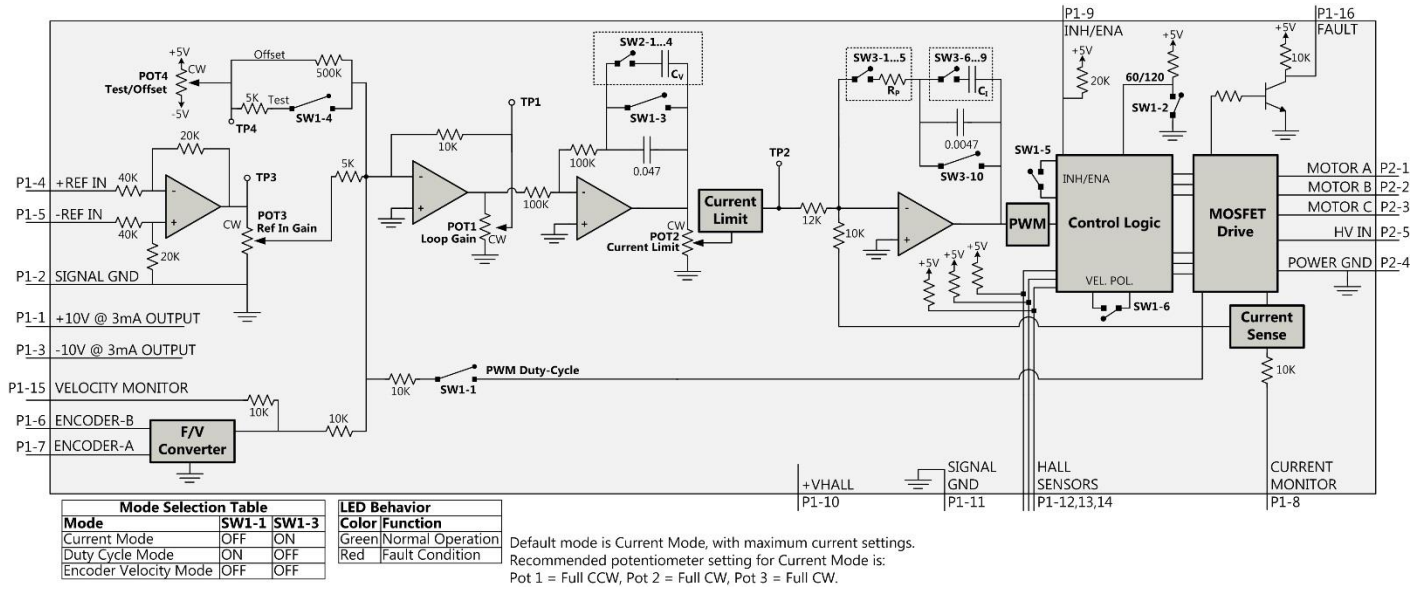 P1-9
INH/ENA
P1-16
FAULT
+5V
CW
POT4
Test/Offset
-5V
Offset
500K
5K
Test
SW1-4
TP4
20K
P1-4 +REF IN
40K
P1-5 -REF IN
40K
20K
P1-2 SIGNAL GND
TP3
CW
POT3
Ref In Gain
5K
P1-1 +10V @ 3mA OUTPUT
P1-3 -10V @ 3mA OUTPUT
P1-15 VELOCITY MONITOR
10K
P1-6 ENCODER-B
P1-7 ENCODER-A
F/V
Converter
10K
10K
SW1-1
PWM Duty-Cycle
10K
TP1
POT1
Loop Gain
CW
100K
SW2-1...4
CV
SW1-3
100K
0.047
CW
POT2
Current Limit
Current
Limit
TP2
12K
10K
SW3-1...5
RP
SW3-6...9
CI
0.0047
SW3-10
+5V
+5V
+5V
PWM
SW1-5
+5V
20K
60/120
+5V
SW1-2
INH/ENA
Control Logic
VEL. POL.
SW1-6
+5V
10K
MOSFET
Drive
Current
Sense
10K
MOTOR A P2-1
MOTOR B P2-2
MOTOR C P2-3
HV IN P2-5
POWER GND P2-4
+VHALL
P1-10
SIGNAL
GND
P1-11
HALL
SENSORS
P1-12,13,14
CURRENT
MONITOR
P1-8
Mode Selection Table
Mode SW1-1 SW1-3
Current Mode OFF ON
Duty Cycle Mode ON OFF
Encoder Velocity Mode OFF OFF
LED Behavior
Color Function
Green Normal Operation
Red Fault Condition
Default mode is Current Mode, with maximum current settings.
Recommended potentiometer setting for Current Mode is:
Pot 1 = Full CCW, Pot 2 = Full CW, Pot 3 = Full CW.